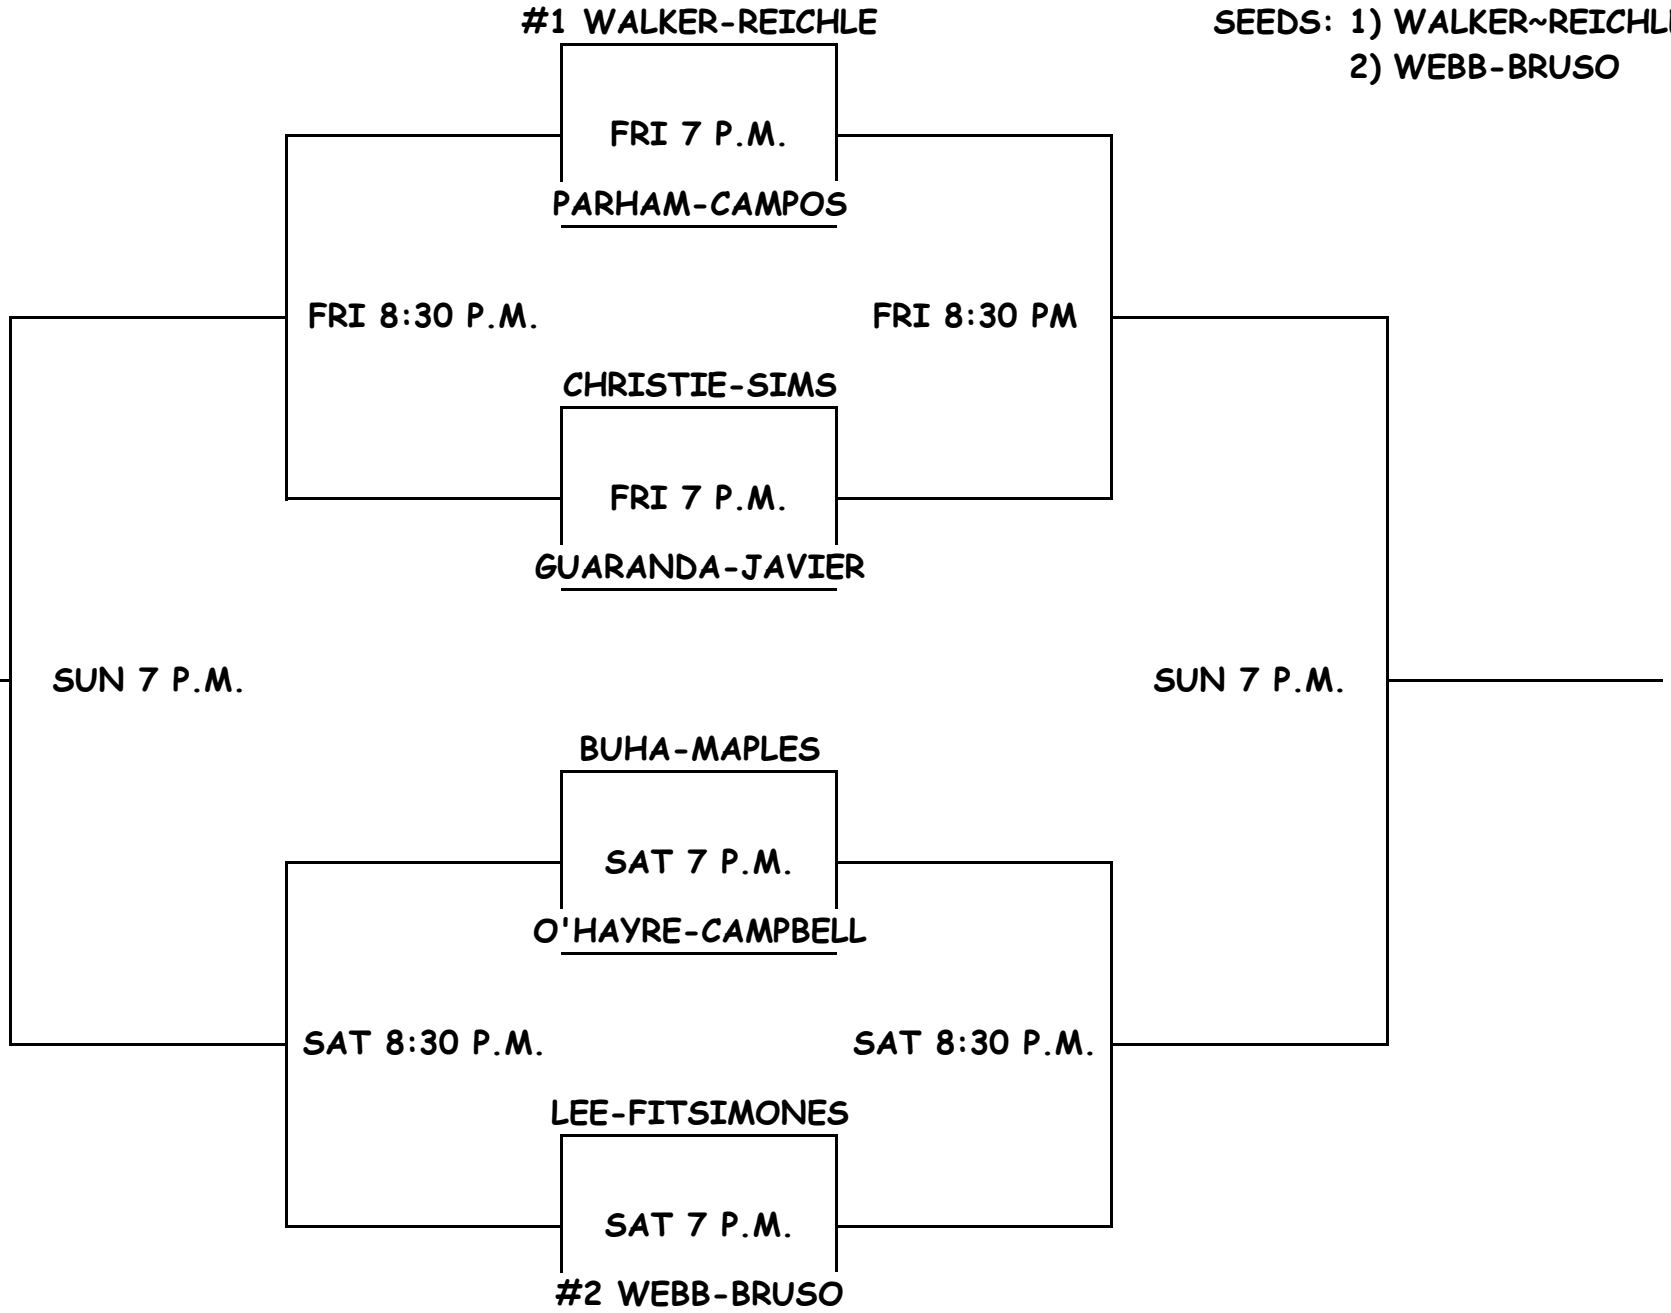 #1 WALKER-REICHLE
SEEDS: 1) WALKER~REICHLE
2) WEBB-BRUSO
FRI 7 P.M.
PARHAM-CAMPOS
FRI 8:30 P.M.
FRI 8:30 PM
CHRISTIE-SIMS
FRI 7 P.M.
GUARANDA-JAVIER
SUN 7 P.M.
SUN 7 P.M.
BUHA-MAPLES
SAT 7 P.M.
O'HAYRE-CAMPBELL
SAT 8:30 P.M.
SAT 8:30 P.M.
LEE-FITSIMONES
SAT 7 P.M.
#2 WEBB-BRUSO